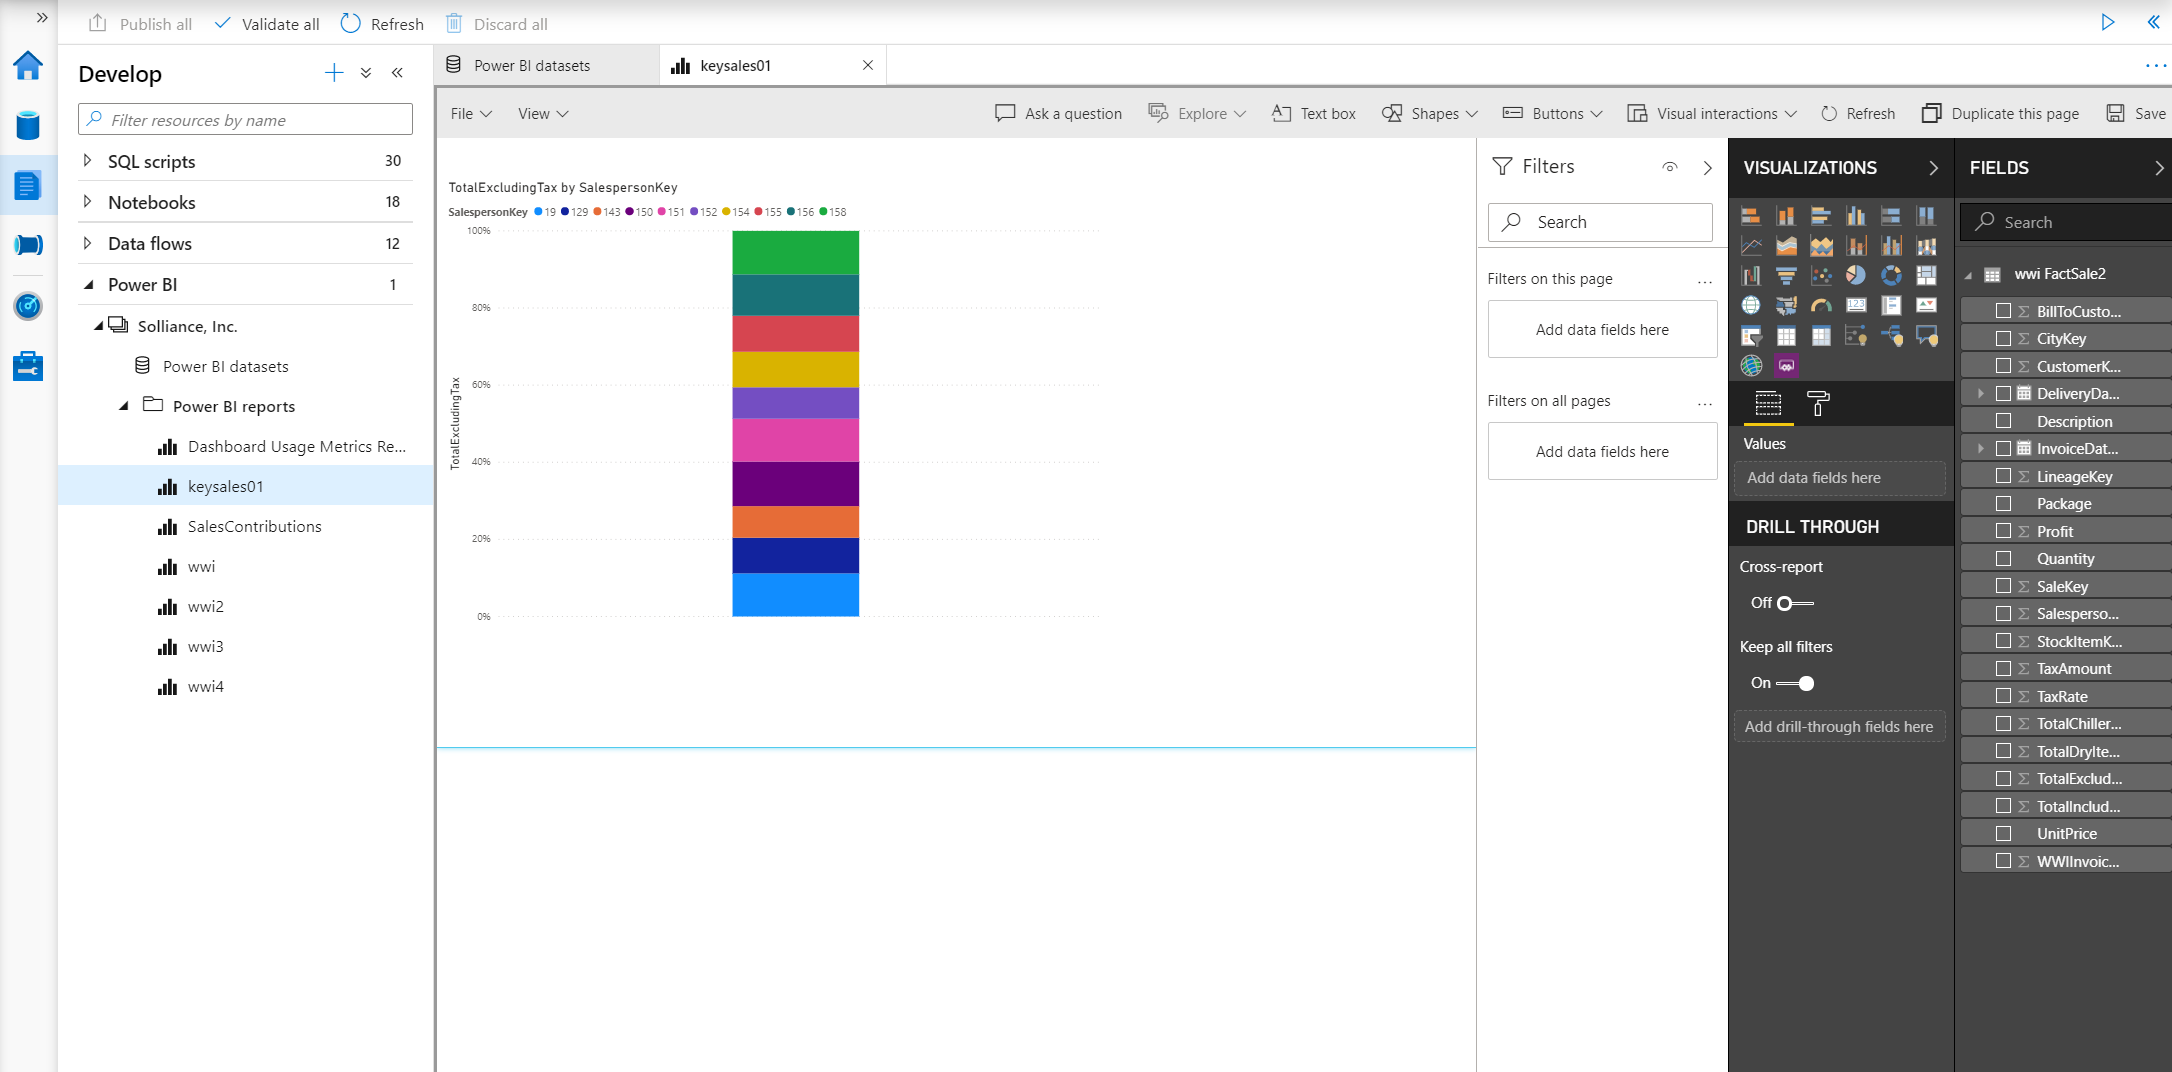 Publish all Validate all Refresh Discard all
Develop
Filter resources by name
SQL scripts 30
Notebooks 18
Data flows 12
Power BI 1
Solliance, Inc.
Power BI datasets
Power BI reports
Dashboard Usage Metrics Re...
keysales01
SalesContributions
wwi
wwi2
wwi3
wwi4
Power BI datasets keysales01
File View Ask a question Explore Text box Shapes Buttons Visual interactions Refresh Duplicate this page Save
TotalExcludingTax by SalespersonKey
SalespersonKey 19 129 143 150 151 152 154 155 156 158
100%
80%
60%
40%
20%
0%
TotalExcludingTax
Filters
Search
Filters on this page ...
Add data fields here
Filters on all pages ...
Add data fields here
VISUALIZATIONS
123
Values
Add data fields here
DRILL THROUGH
Cross-report
Off
Keep all filters
On
Add drill-through fields here
FIELDS
Search
wwi FactSale2
BillToCusto...
CityKey
CustomerK...
DeliveryDa...
Description
InvoiceDat...
LineageKey
Package
Profit
Quantity
SaleKey
Salesperso...
StockItemK...
TaxAmount
TaxRate
TotalChiller...
TotalDryIte...
TotalExclud...
TotalInclud...
UnitPrice
WWIInvoic...